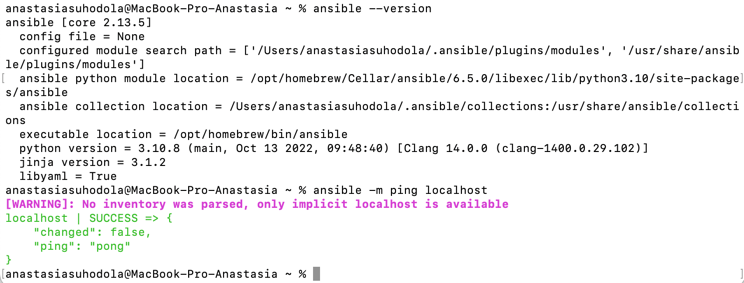 anastasiasuhodola@MacBook-Pro-Anastasia ~ % ansible --version
ansible [core 2.13.5]
  config file = None
  configured module search path = ['/Users/anastasiasuhodola/.ansible/plugins/modules', '/usr/share/ansib
le/plugins/modules']
[  ansible python module location = /opt/homebrew/Cellar/ansible/6.5.0/libexec/lib/python3.10/site-package]
s/ansible
  ansible collection location = /Users/anastasiasuhodola/.ansible/collections:/usr/share/ansible/collecti
ons
  executable location = /opt/homebrew/bin/ansible
  python version = 3.10.8 (main, Oct 13 2022, 09:48:40) [Clang 14.0.0 (clang-1400.0.29.102)]
  jinja version = 3.1.2
  libyaml = True
anastasiasuhodola@MacBook-Pro-Anastasia ~ % ansible -m ping localhost
[WARNING]: No inventory was parsed, only implicit localhost is available
localhost | SUCCESS => {
    "changed": false,
    "ping": "pong"
}
[anastasiasuhodola@MacBook-Pro-Anastasia ~ % ]